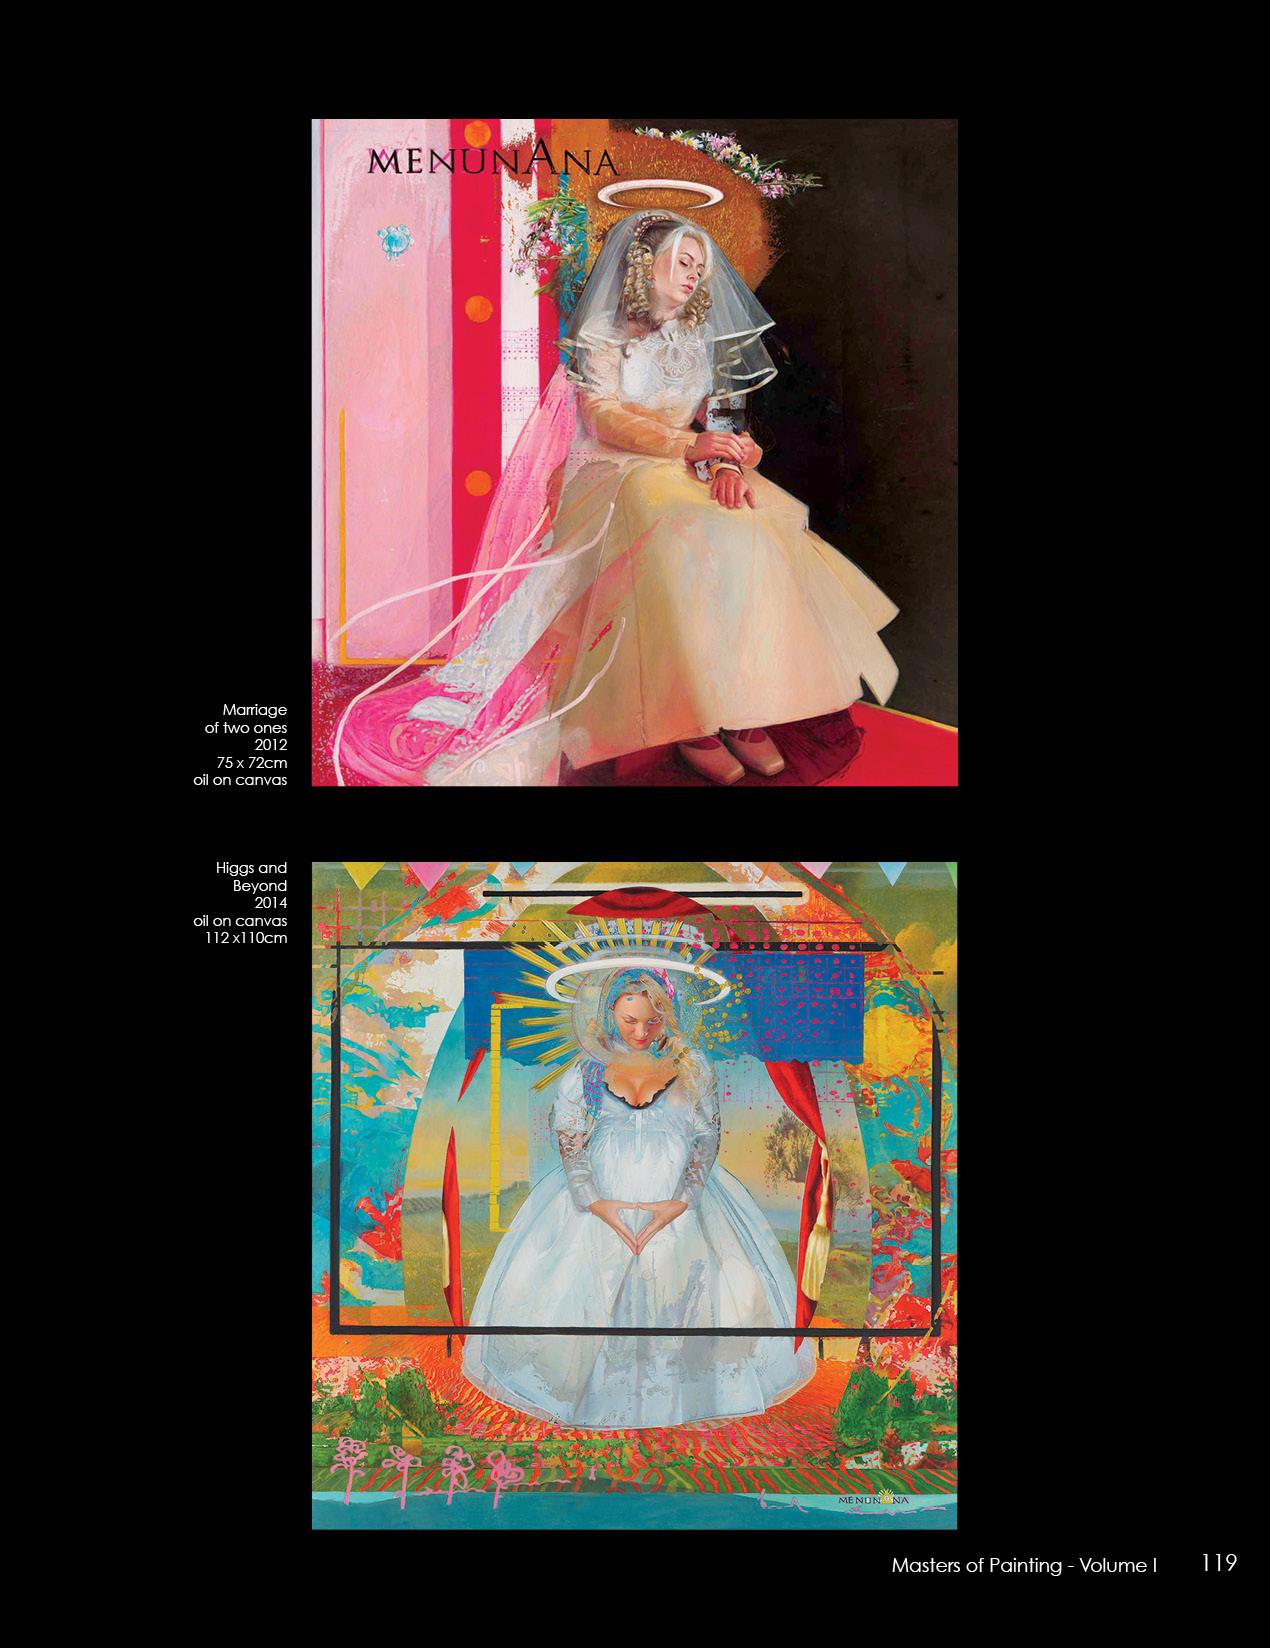 MENUNANA
Marriage
of two ones
2012
75 x 72cm
oil on canvas
Higgs and
Beyond
2014
oil on canvas
112 x110cm
MENUNANA
Masters of Painting - Volume I
119